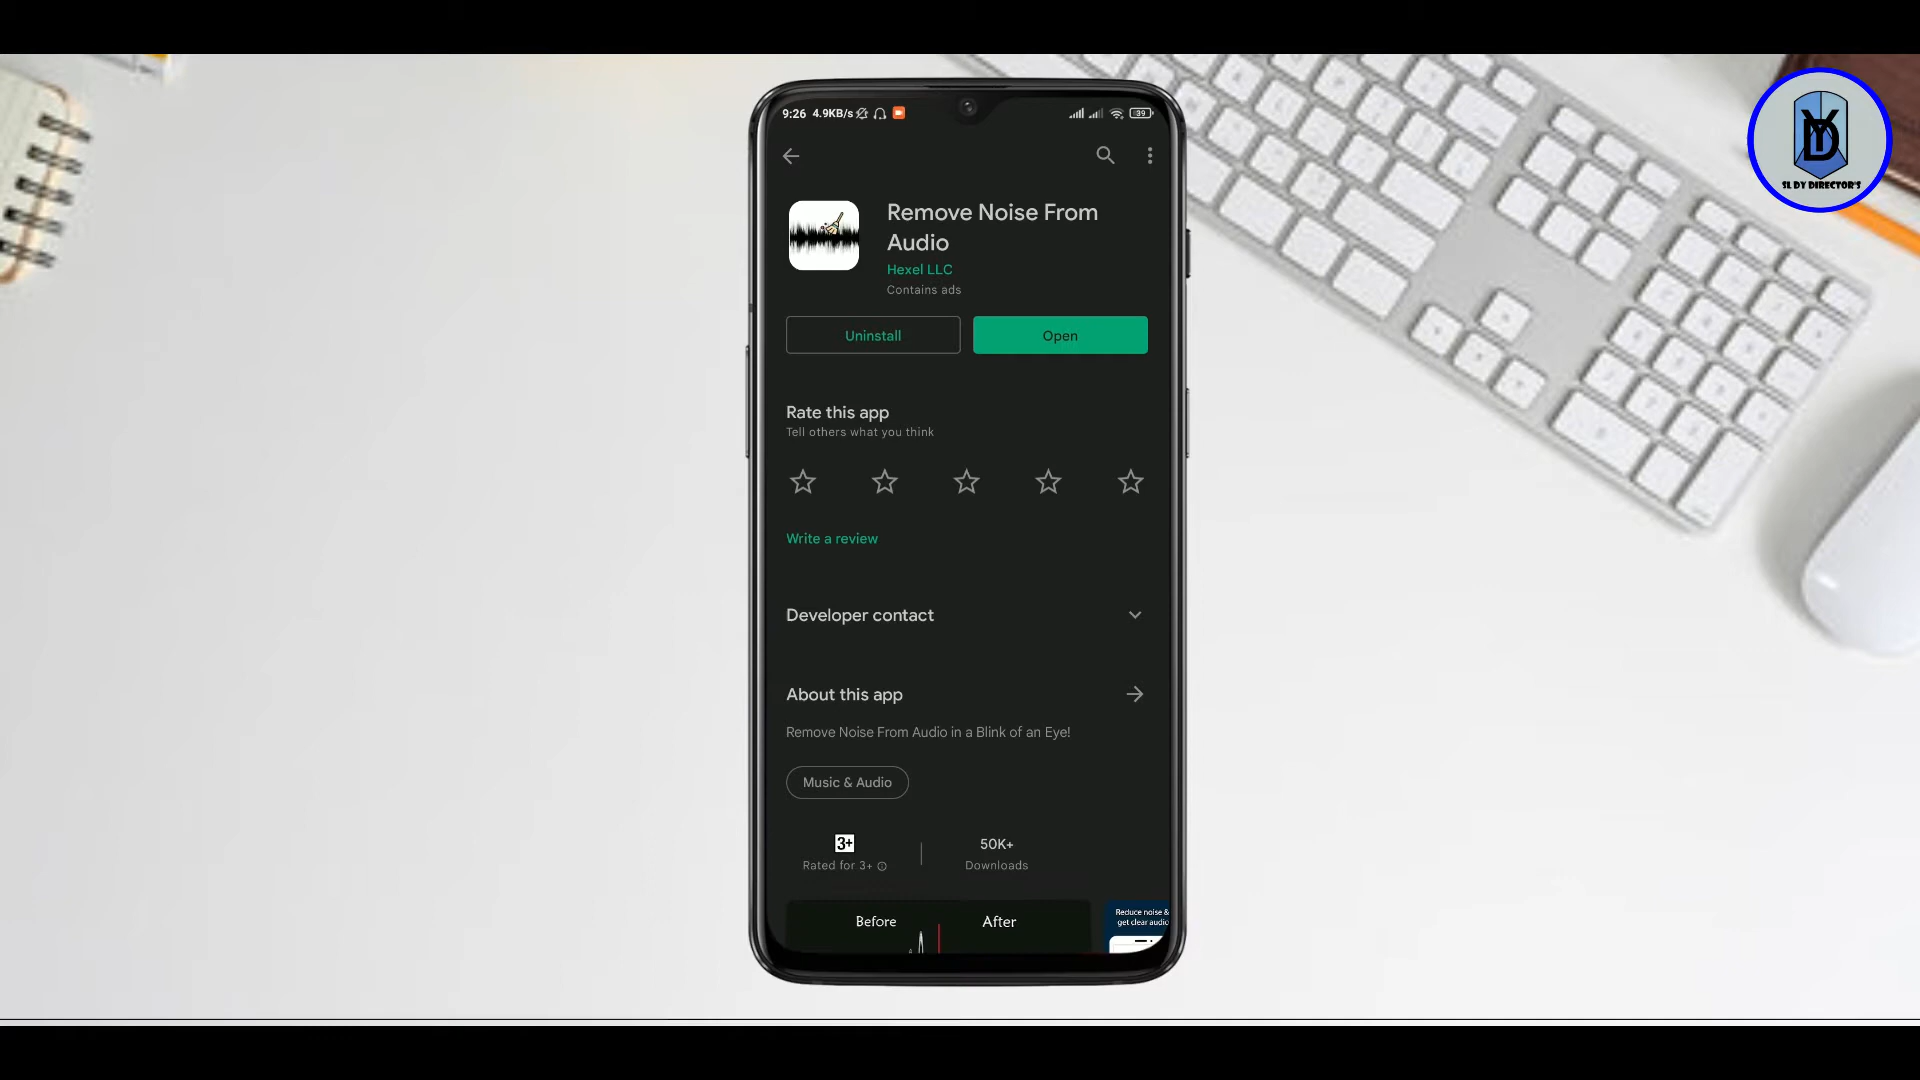 9:26 4.9KB/s 39
SL DY DIRECTOR'S
Remove Noise From
Audio
Hexel LLC
Contains ads
Uninstall
Open
Rate this app
Tell others what you think
Write a review
Developer contact
About this app
Remove Noise From Audio in a Blink of an Eye!
Music & Audio
3+
50K+
Rated for 3+
Downloads
Before
After
Reduce noise &
get clear audio